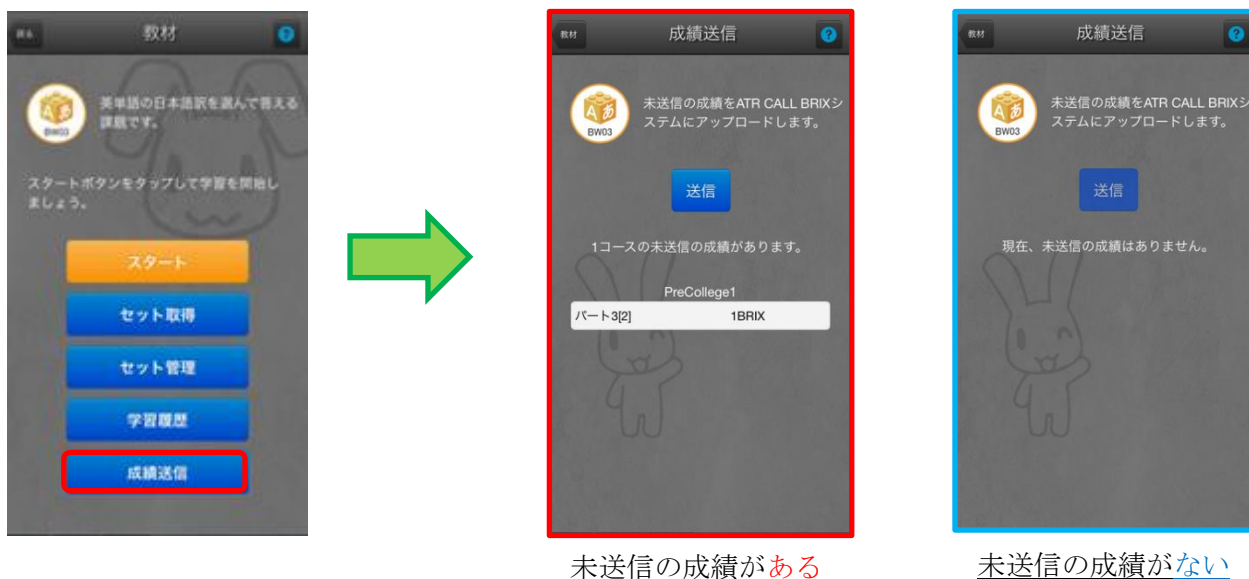 戻る
教材
?
Aあ
BW03
英単語の日本語訳を選んで答える
課題です。
スタートボタンをタップして学習を開始し
ましょう。
スタート
セット取得
セット管理
学習履歴
成績送信
教材
成績送信
?
Aあ
BW03
未送信の成績をATR CALL BRIXシ
ステムにアップロードします。
送信
1コースの未送信の成績があります。
PreCollege1
パート3[2] 1BRIX
未送信の成績がある
教材
成績送信
?
Aあ
BW03
未送信の成績をATR CALL BRIXシ
ステムにアップロードします。
送信
現在、未送信の成績はありません。
未送信の成績がない